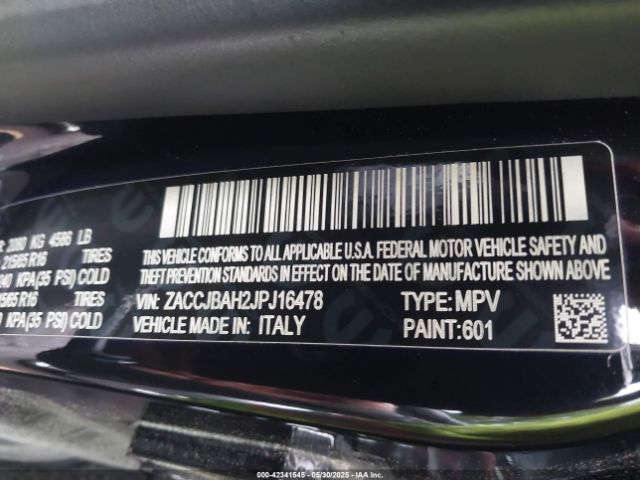 2080 KG 4586 LB
21565 R16 TIRES
KPA(35 PSI) COLD
R16 TIRES
KPA(35 PSI) COLD
THIS VEHICLE CONFORMS TO ALL APPLICABLE U.S.A. FEDERAL MOTOR VEHICLE SAFETY AND
THEFT PREVENTION STANDARDS IN EFFECT ON THE DATE OF MANUFACTURE SHOWN ABOVE
VIN: ZACCJBAH2JPJ16478 TYPE: MPV
VEHICLE MADE IN: ITALY PAINT: 601
000-42341545 - 05/30/2025 - IAA Inc.